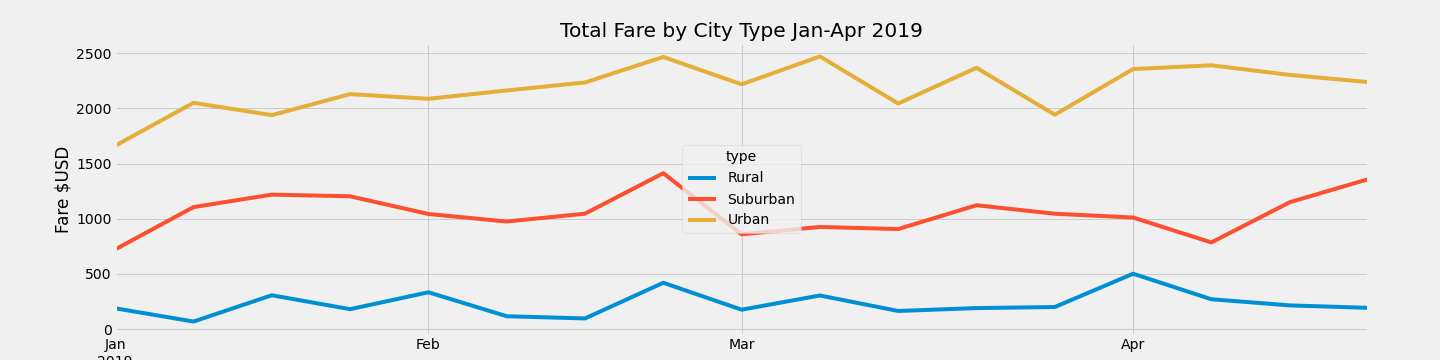 Total Fare by City Type Jan-Apr 2019
Fare $USD
2500
2000
1500
1000
500
0
type
Rural
Suburban
Urban
Jan Feb Mar Apr
2019